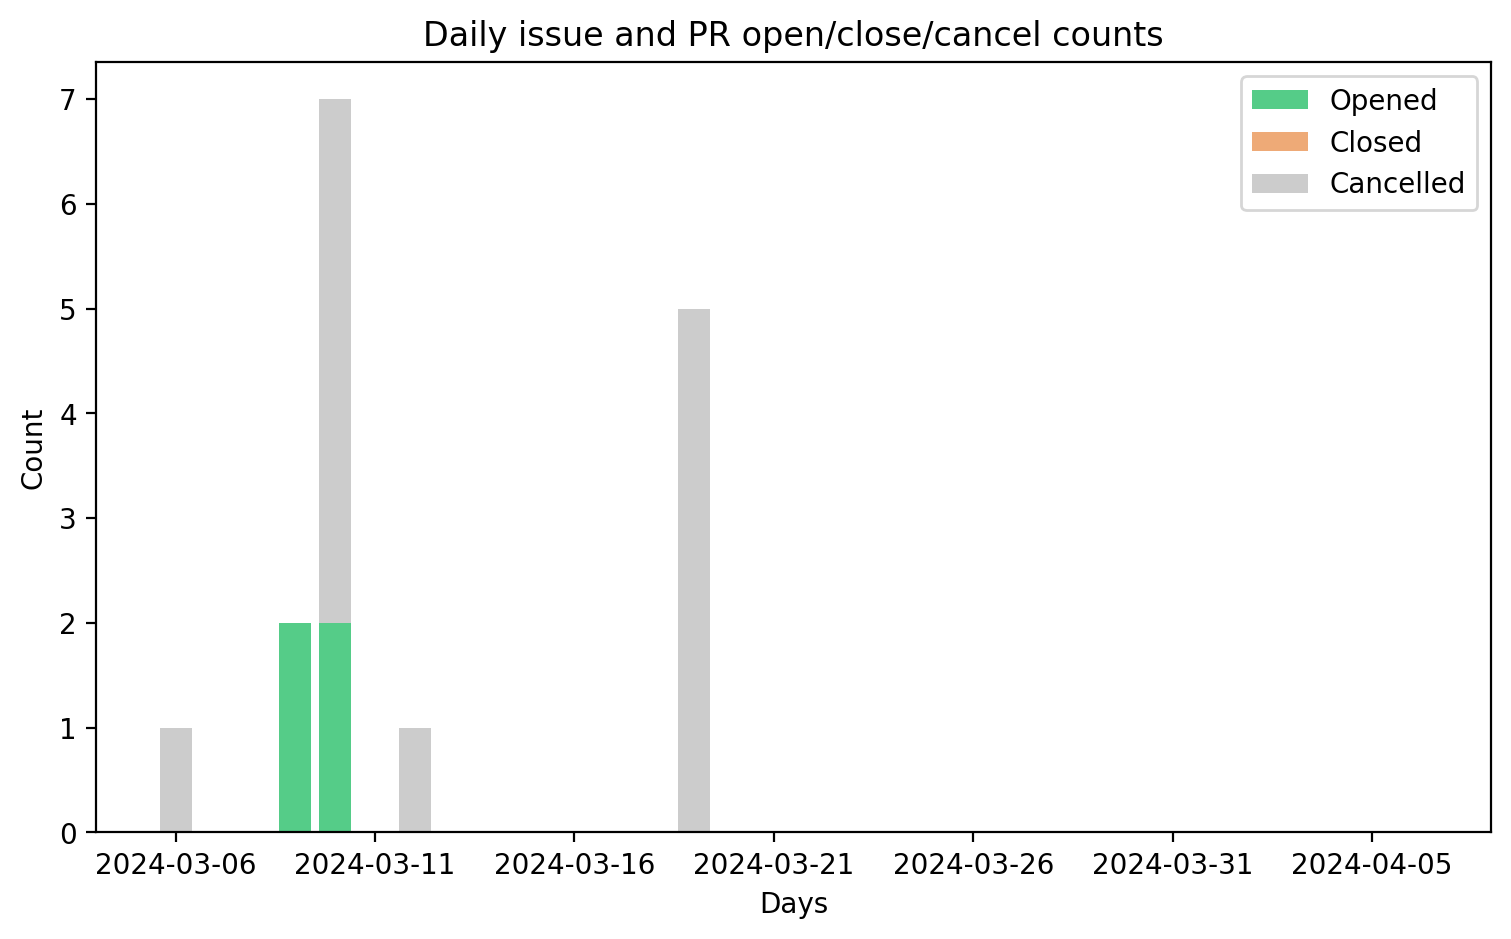 Daily issue and PR open/close/cancel counts
Opened
Closed
Cancelled
7
6
5
4
3
2
1
0
Count
2024-03-06 2024-03-11 2024-03-16 2024-03-21 2024-03-26 2024-03-31 2024-04-05
Days